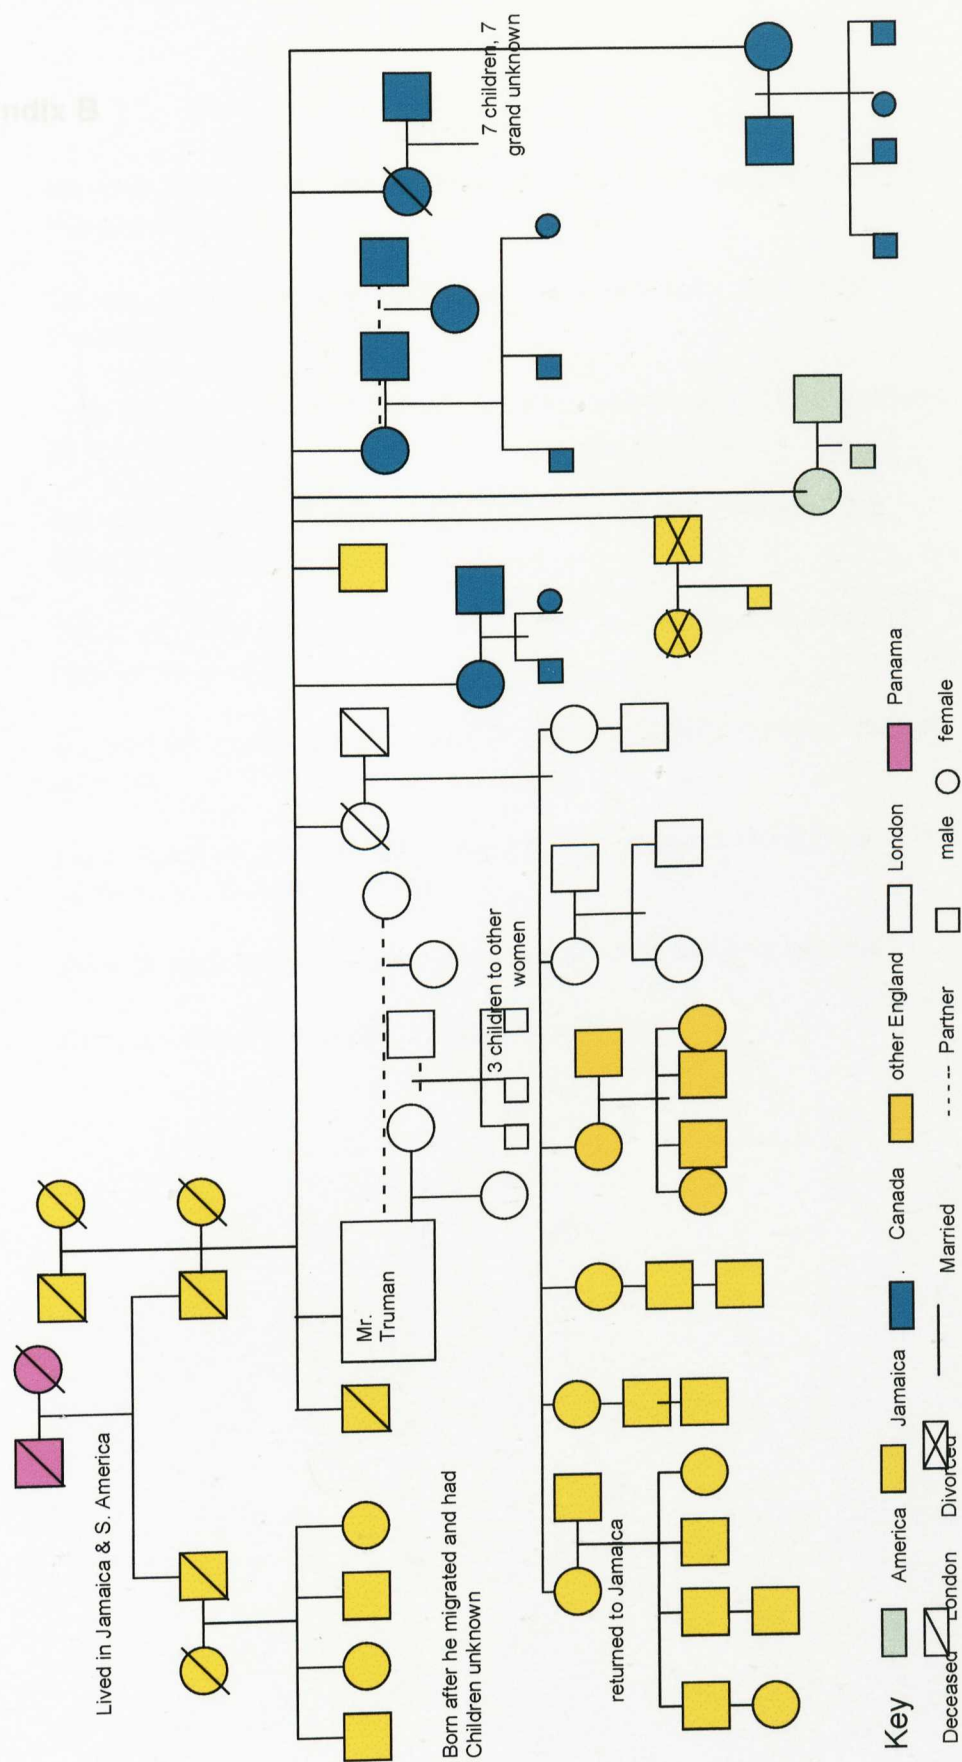 Lived in Jamaica & S. America
Born after he migrated and had
Children unknown
Mr.
Truman
7 children, 7
grand unknown
3 children to other
women
returned to Jamaica
Key
America
Jamaica
Canada
other England
London
Panama
Deceased London
Divorced
Married
Partner
male
female